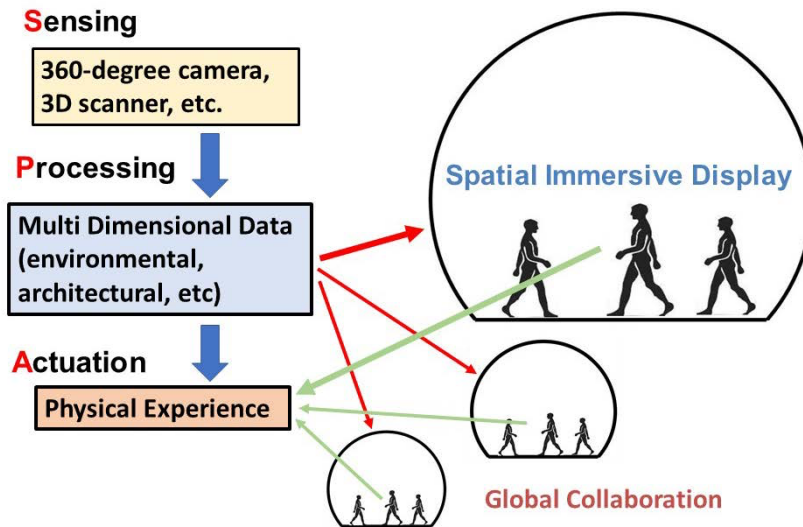 Sensing
360-degree camera,
3D scanner, etc.
Processing
Multi Dimensional Data
(environmental,
architectural, etc)
Actuation
Physical Experience
Spatial Immersive Display
Global Collaboration